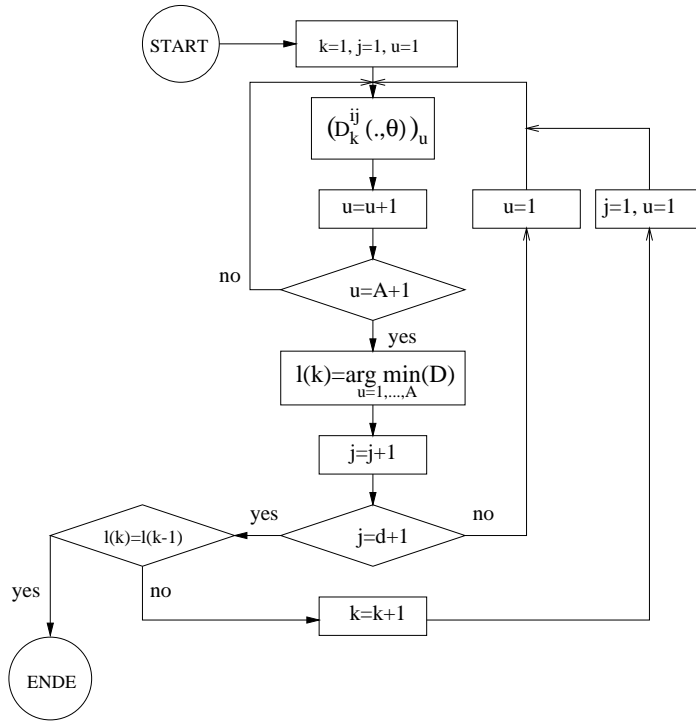 START
k=1, j=1, u=1
(D_k^{ij}(.,θ))_u
u=u+1
u=1
j=1, u=1
no
u=A+1
yes
l(k)=arg min(D)
u=1,...,A
j=j+1
yes
no
l(k)=l(k-1)
j=d+1
yes
no
k=k+1
ENDE